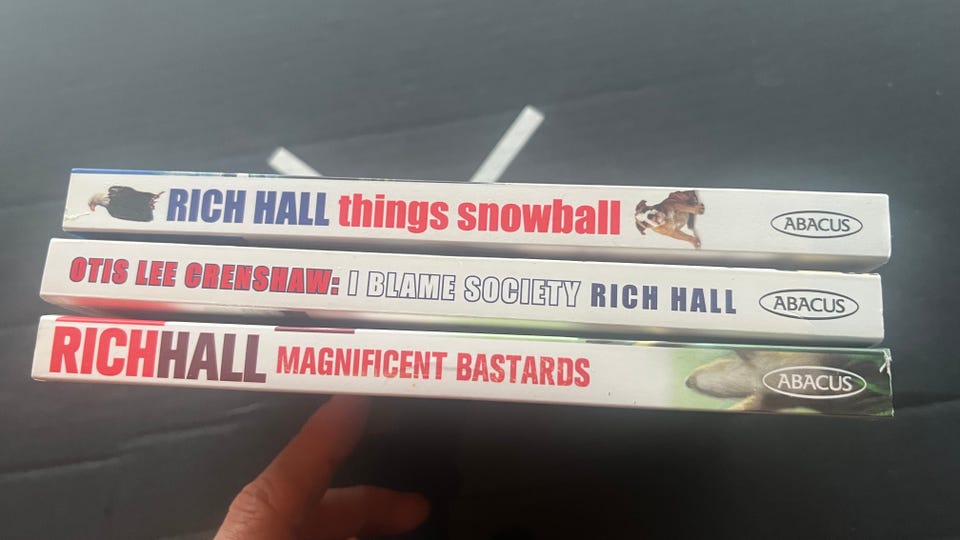 RICH HALL things snowball ABACUS
OTIS LEE CRENSHAW: I BLAME SOCIETY RICH HALL ABACUS
RICHHALL MAGNIFICENT BASTARDS ABACUS